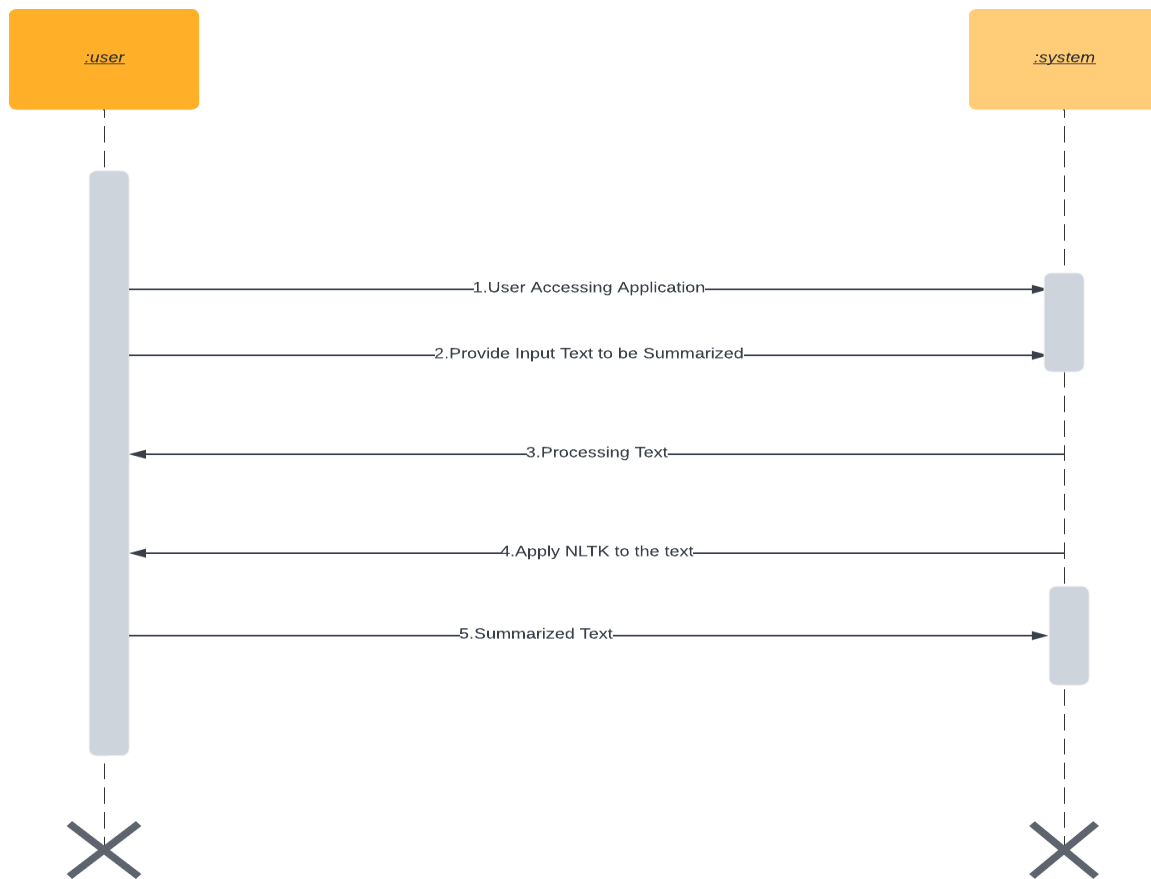 :user
:system
1.User Accessing Application
2.Provide Input Text to be Summarized
3.Processing Text
4.Apply NLTK to the text
5.Summarized Text